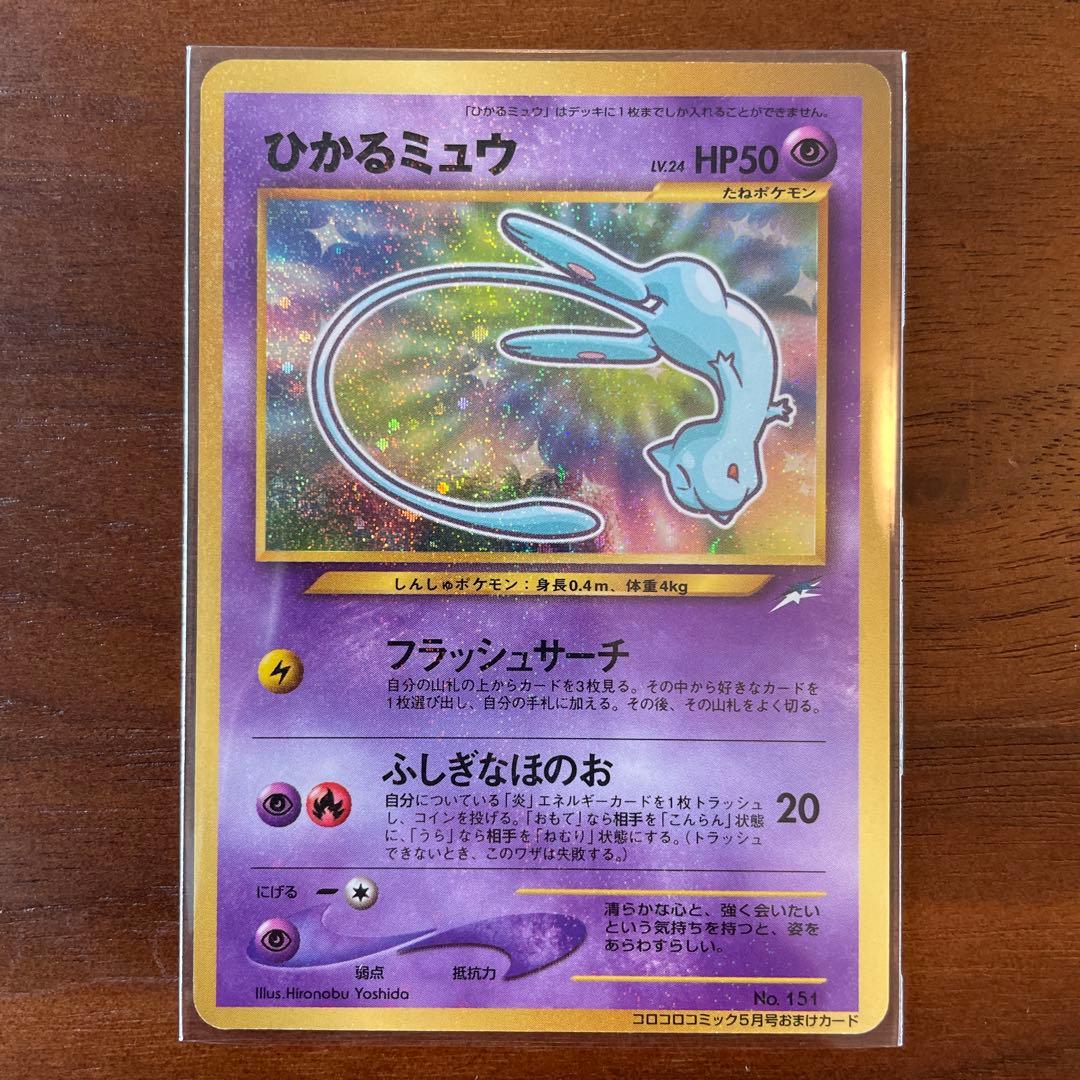 「ひかるミュウ」はデッキに1枚までしか入れることができません。
ひかるミュウ
LV.24 HP50
たねポケモン
しんしゅポケモン：身長0.4m、体重4kg
フラッシュサーチ
自分の山札の上からカードを3枚見る。その中から好きなカードを
1枚選び出し、自分の手札に加える。その後、その山札をよく切る。
ふしぎなほのお
自分についている「炎」エネルギーカードを1枚トラッシュ
し、コインを投げる。「おもて」なら相手を「こんらん」状態
に、「うら」なら相手を「ねむり」状態にする。（トラッシュ
できないとき、このワザは失敗する。）
20
にげる
弱点
抵抗力
清らかな心と、強く会いたい
という気持ちを持つと、姿を
あらわすらしい。
Illus.Hironobu Yoshida
No. 151
コロコロコミック5月号おまけカード